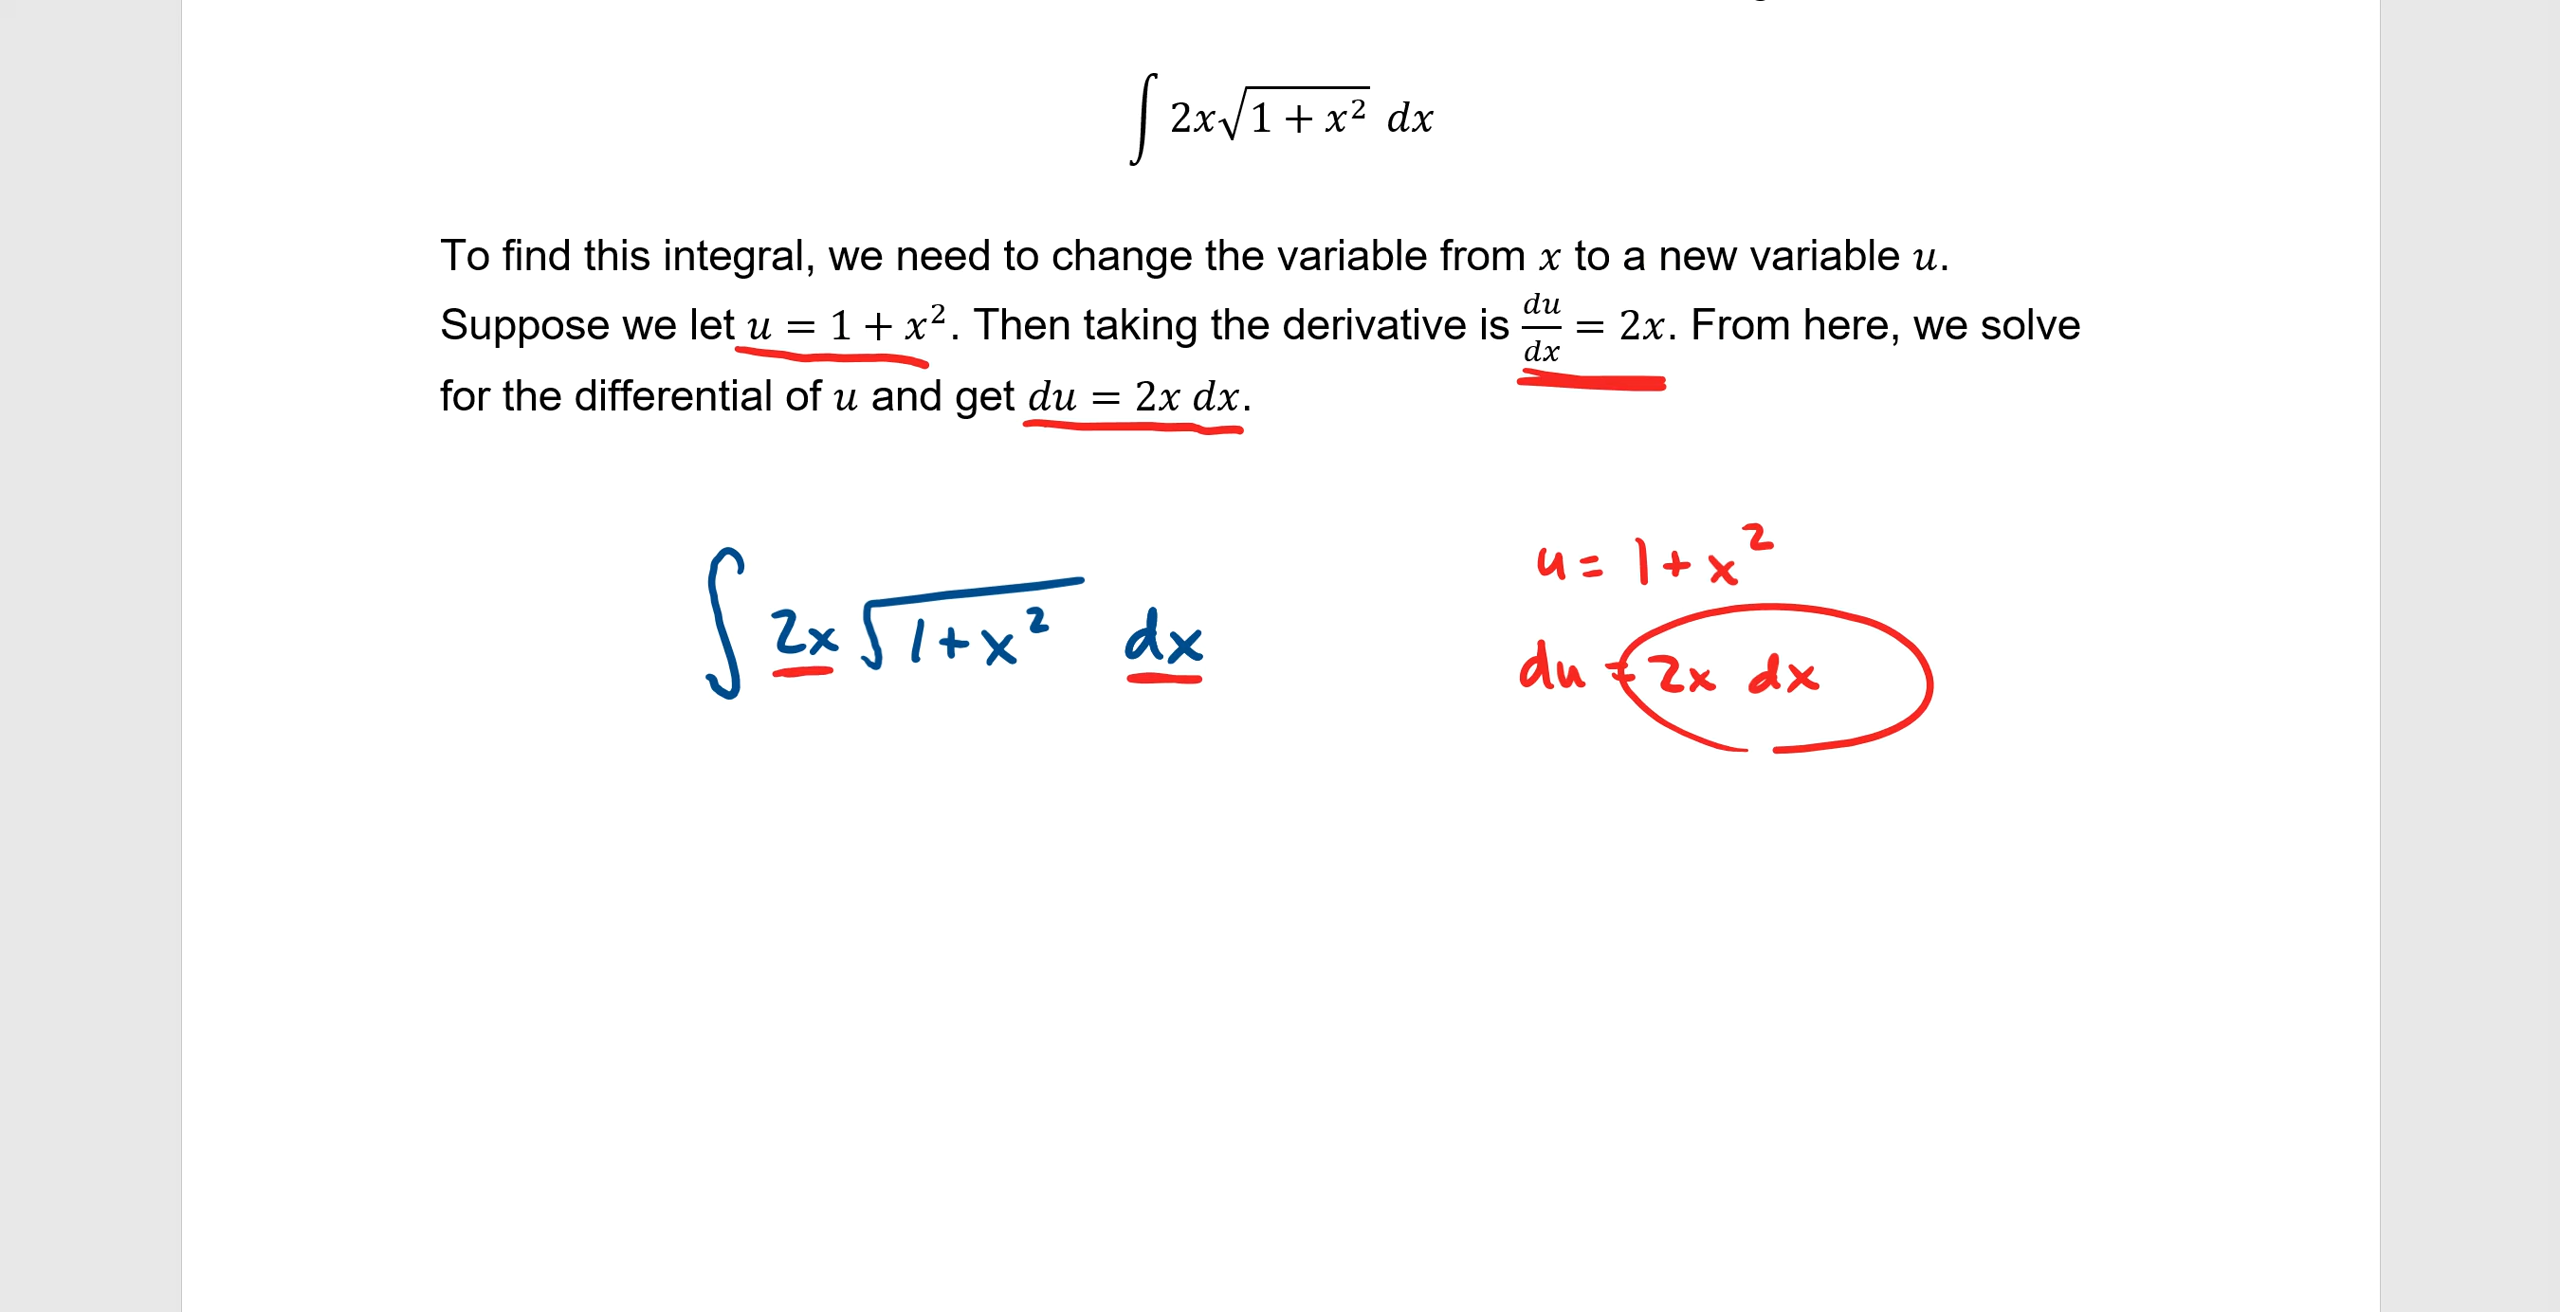 ∫ 2x√(1 + x²) dx
To find this integral, we need to change the variable from x to a new variable u.
Suppose we let u = 1 + x². Then taking the derivative is du/dx = 2x. From here, we solve
for the differential of u and get du = 2x dx.
∫ 2x √(1+x²) dx
u = 1+x²
du = 2x dx